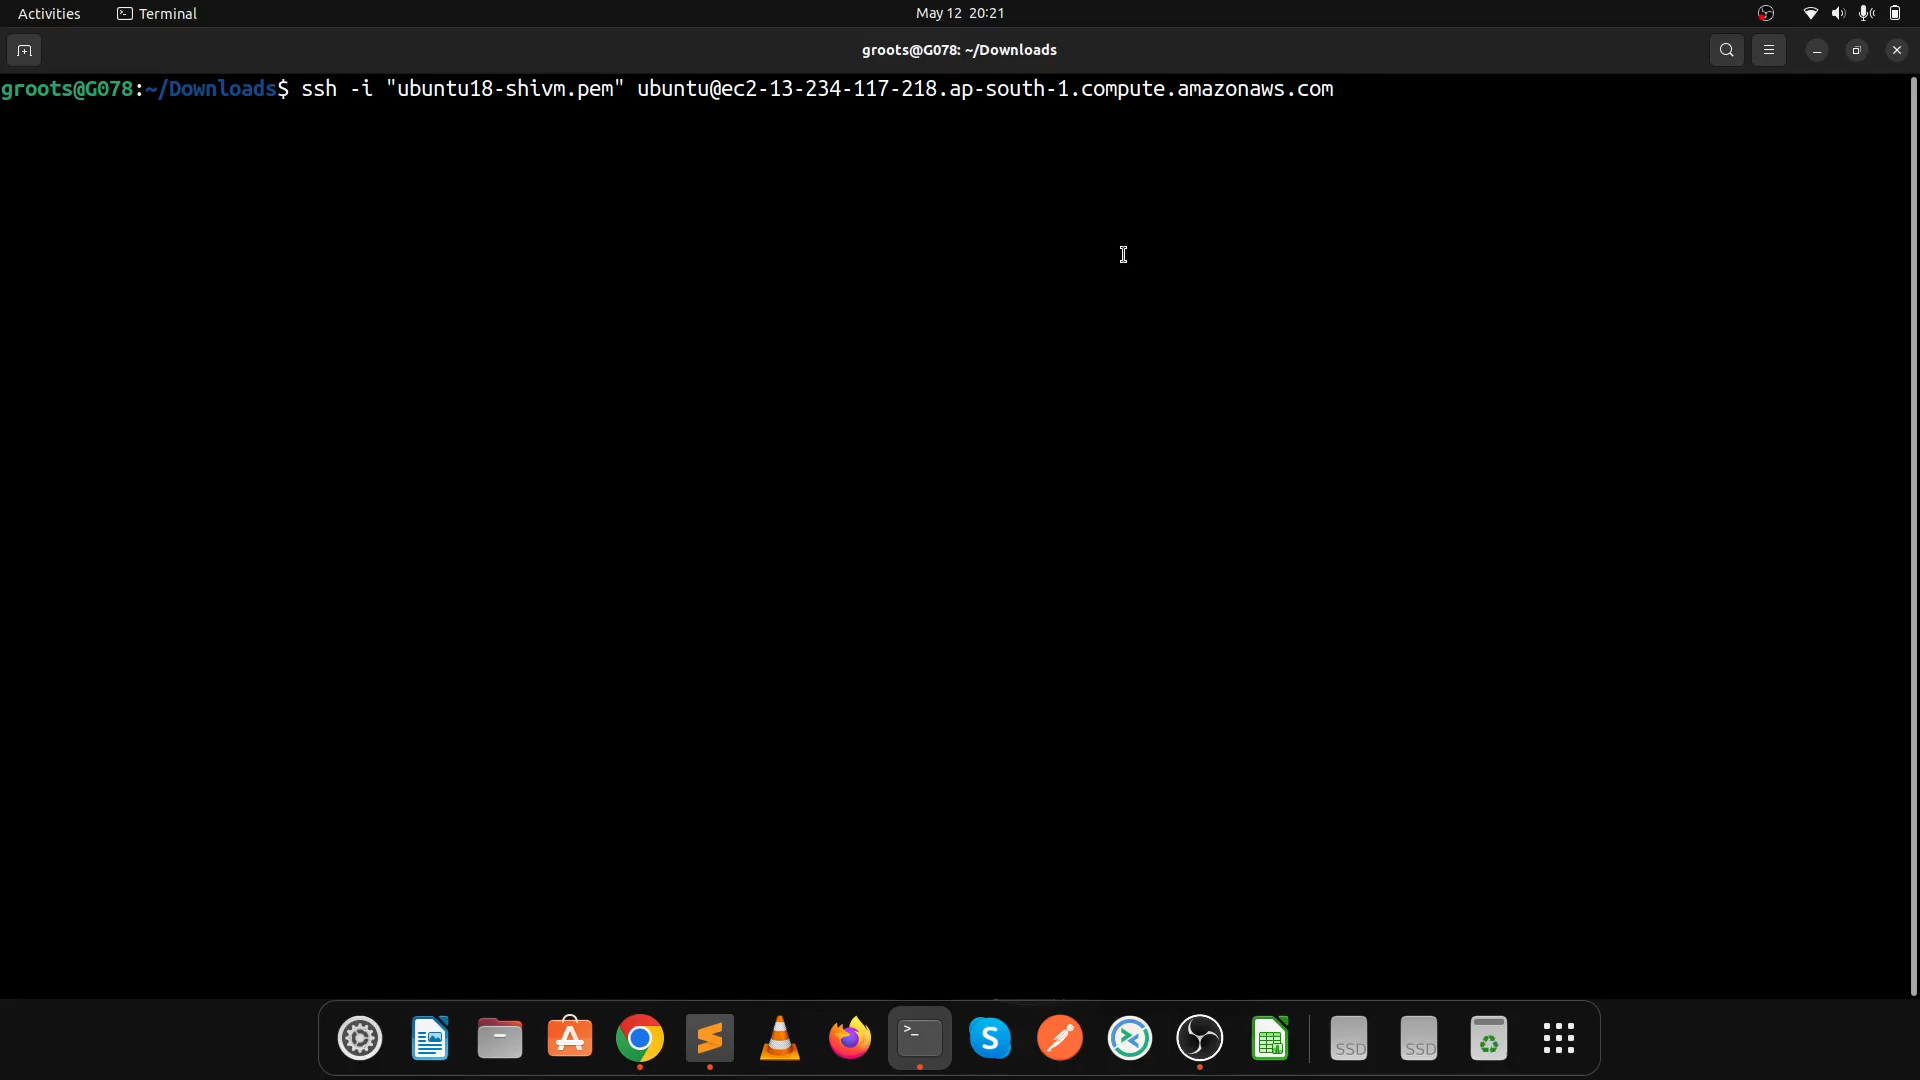 Activities Terminal May 12 20:21
groots@G078: ~/Downloads
groots@G078:~/Downloads$ ssh -i "ubuntu18-shivm.pem" ubuntu@ec2-13-234-117-218.ap-south-1.compute.amazonaws.com
SSD SSD